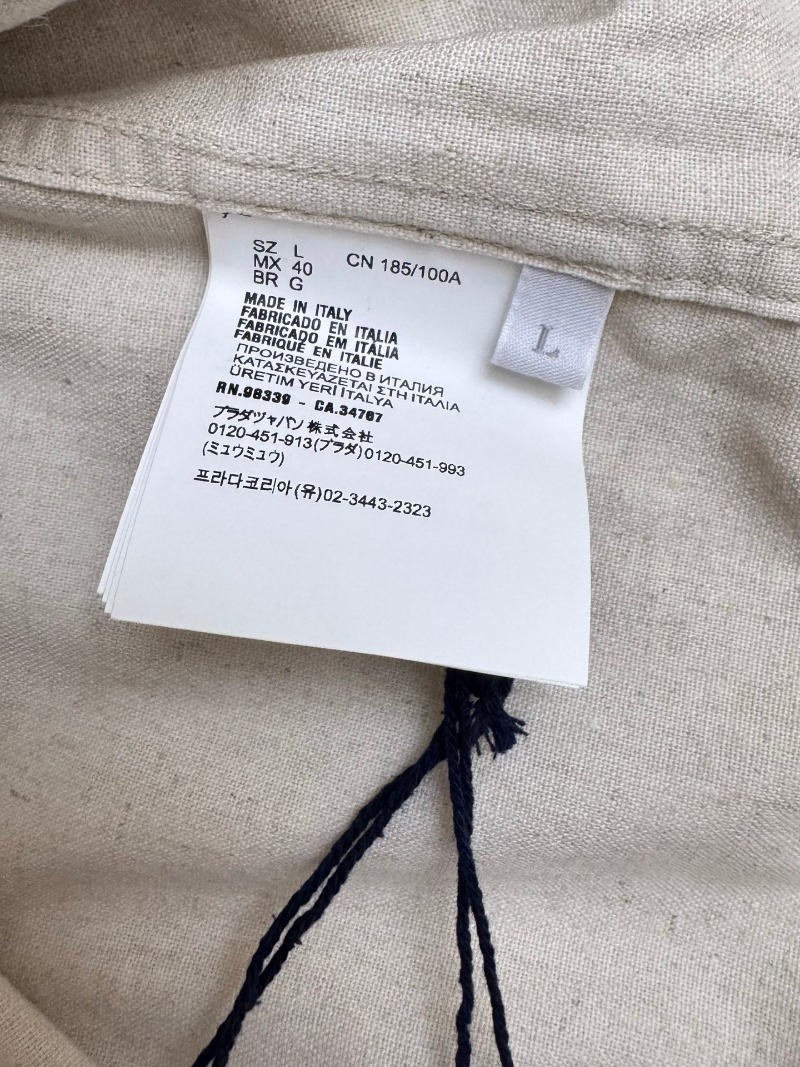 SZ L CN 185/100A
MX 40
BR G
MADE IN ITALY
FABRICADO EN ITALIA
FABRICADO EM ITÁLIA
FABRIQUÉ EN ITALIE
ПРОИЗВЕДЕНО В ИТАЛИЯ
ΚΑΤΑΣΚΕΥΑΖΕΤΑΙ ΣΤΗ ΙΤΑΛΙΑ
ÜRETIM YERİ İTALYA
RN.98339 - CA.34767
プラダジャパン 株式会社
0120-451-913(プラダ)0120-451-993
(ミュウミュウ)
프라다코리아(유)02-3443-2323
L